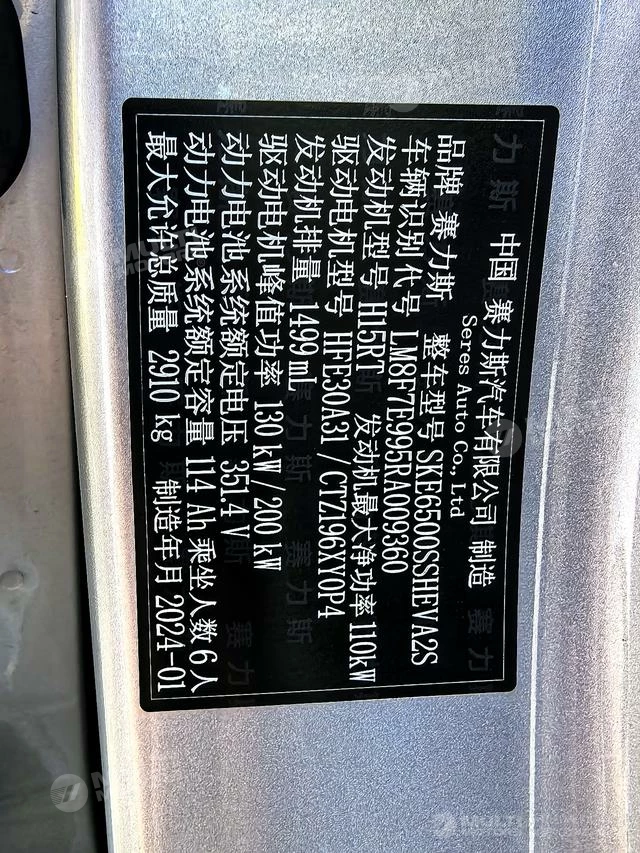 中国 赛力斯汽车有限公司 制造
Seres Auto Co., Ltd
品牌 赛力斯 整车型号 SKE6500SSHEVA2S
车辆识别代号 LM8F7E995RA009360
发动机型号 H15RT 发动机最大净功率 110kW
驱动电机型号 HFE30A31 / CTZ196XY0P4
发动机排量 1499 mL
驱动电机峰值功率 130 kW / 200 kW
动力电池系统额定电压 351.4 V
动力电池系统额定容量 114 Ah 乘坐人数 6 人
最大允许总质量 2910 kg 制造年月 2024-01